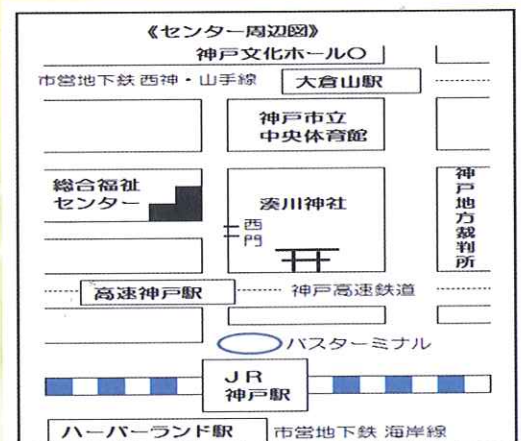 《センター周辺図》
神戸文化ホール○
市営地下鉄 西神・山手線
大倉山駅
神戸市立
中央体育館
総合福祉
センター
湊川神社
西門
神戸地方裁判所
高速神戸駅
神戸高速鉄道
バスターミナル
JR
神戸駅
ハーバーランド駅
市営地下鉄 海岸線